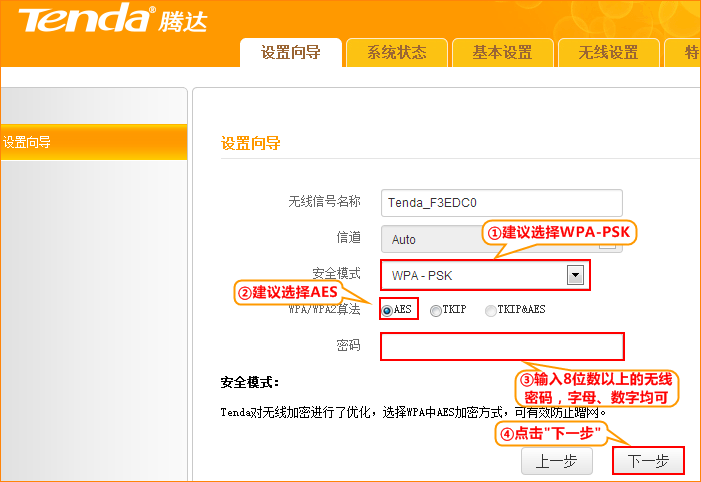 Tenda® 腾达
设置向导 系统状态 基本设置 无线设置 特
设置向导
设置向导
无线信号名称 Tenda_F3EDC0
信道 Auto
①建议选择WPA-PSK
安全模式 WPA - PSK
②建议选择AES
WPA/WPA2算法 AES TKIP TKIP&AES
密码
③输入8位数以上的无线
密码，字母、数字均可
安全模式：
Tenda对无线加密进行了优化，选择WPA中AES加密方式，可有效防止蹭网。
④点击"下一步"
上一步 下一步